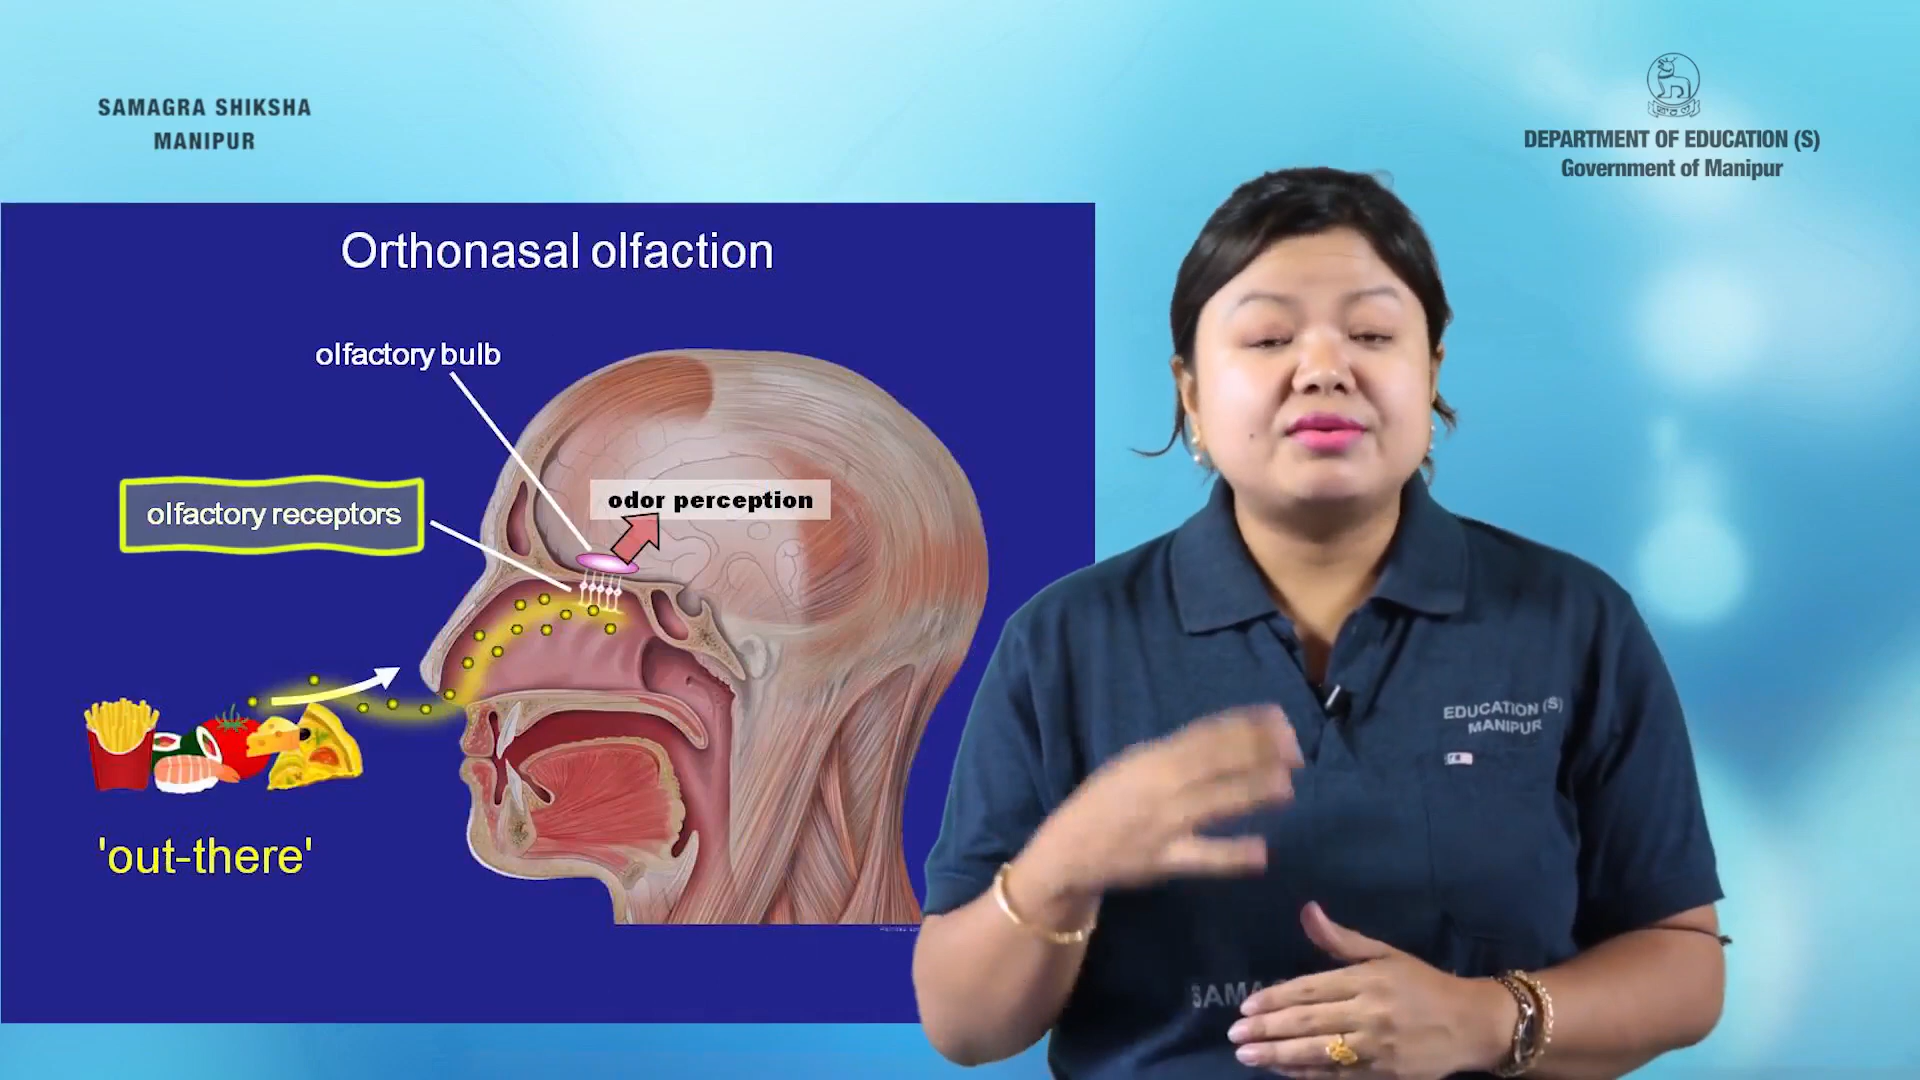 SAMAGRA SHIKSHA
MANIPUR
DEPARTMENT OF EDUCATION (S)
Government of Manipur
Orthonasal olfaction
olfactory bulb
odor perception
olfactory receptors
'out-there'
EDUCATION (S)
MANIPUR